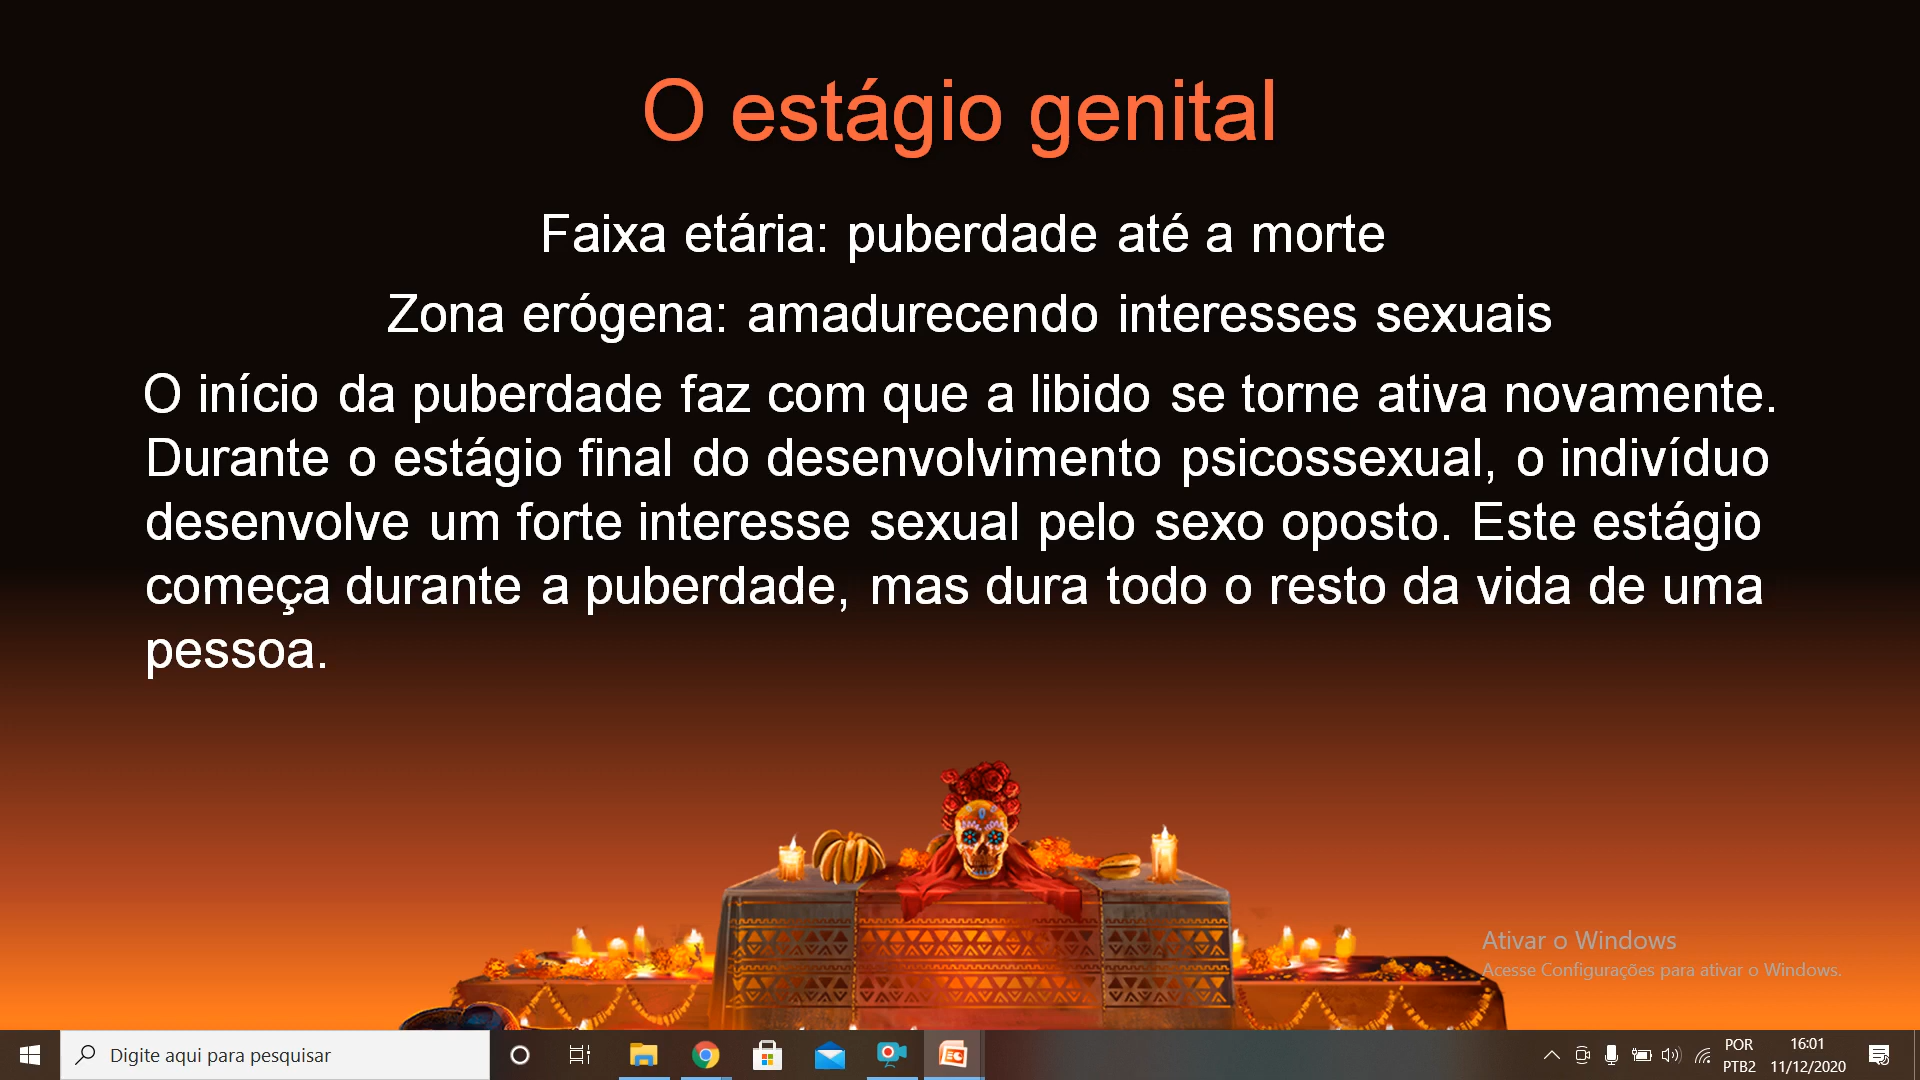 O estágio genital
Faixa etária: puberdade até a morte
Zona erógena: amadurecendo interesses sexuais
O início da puberdade faz com que a libido se torne ativa novamente.
Durante o estágio final do desenvolvimento psicossexual, o indivíduo
desenvolve um forte interesse sexual pelo sexo oposto. Este estágio
começa durante a puberdade, mas dura todo o resto da vida de uma
pessoa.
Ativar o Windows
Acesse Configurações para ativar o Windows.
Digite aqui para pesquisar
POR
PTB2
16:01
11/12/2020